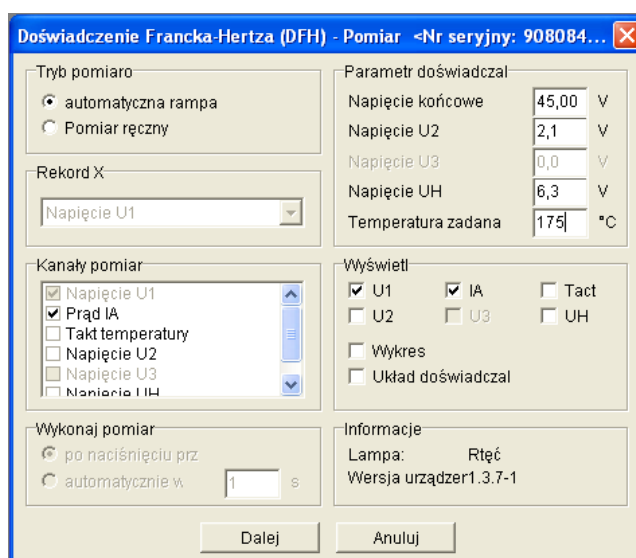 Doświadczenie Francka-Hertza (DFH) - Pomiar <Nr seryjny: 908084...
Tryb pomiaro
automatyczna rampa
Pomiar ręczny
Rekord X
Napięcie U1
Kanały pomiar
Napięcie U1
Prąd IA
Takt temperatury
Napięcie U2
Napięcie U3
Napięcie UH
Wykonaj pomiar
po naciśnięciu prz
automatycznie w 1 s
Parametr doświadczal
Napięcie końcowe 45,00 V
Napięcie U2 2,1 V
Napięcie U3 0,0 V
Napięcie UH 6,3 V
Temperatura zadana 175 °C
Wyświetl
U1 IA Tact
U2 U3 UH
Wykres
Układ doświadczal
Informacje
Lampa: Rtęć
Wersja urządzer1.3.7-1
Dalej Anuluj